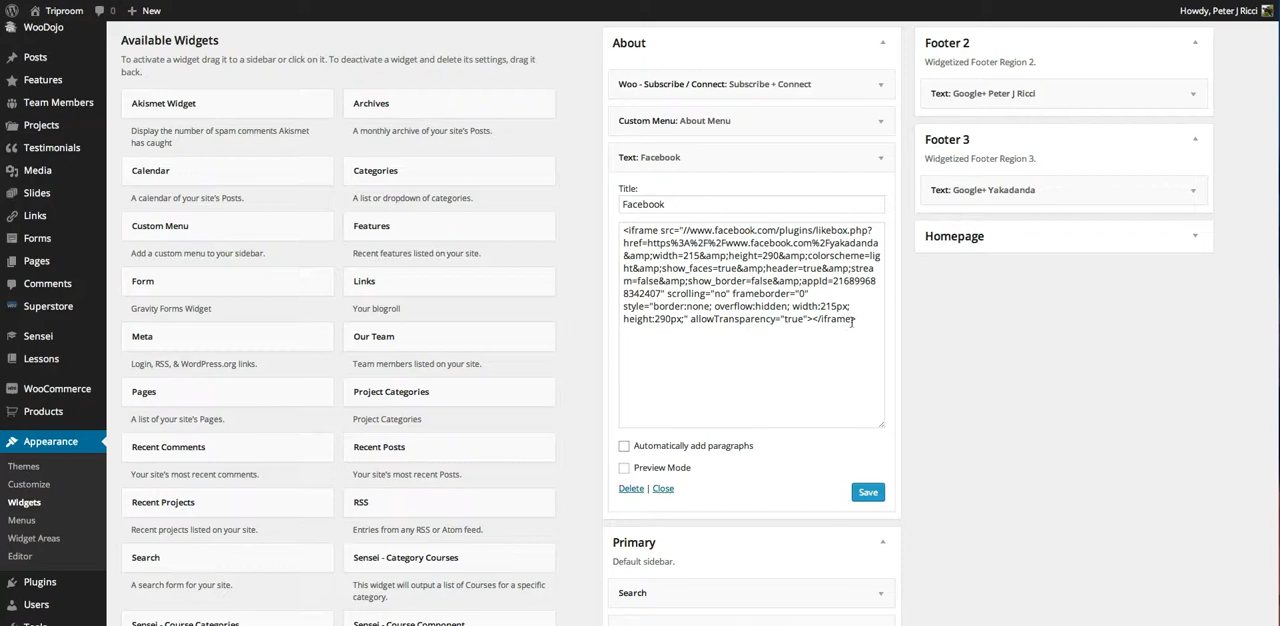 Triproom
0
New
Howdy, Peter J Ricci
WooDojo
Posts
Features
Team Members
Projects
Testimonials
Media
Slides
Links
Forms
Pages
Comments
Superstore
Sensei
Lessons
WooCommerce
Products
Appearance
Themes
Customize
Widgets
Menus
Widget Areas
Editor
Plugins
Users
Tools
Available Widgets
To activate a widget drag it to a sidebar or click on it. To deactivate a widget and delete its settings, drag it
back.
Akismet Widget
Display the number of spam comments Akismet
has caught
Archives
A monthly archive of your site's Posts.
Calendar
A calendar of your site's Posts.
Categories
A list or dropdown of categories.
Custom Menu
Add a custom menu to your sidebar.
Features
Recent features listed on your site.
Form
Gravity Forms Widget
Links
Your blogroll
Meta
Login, RSS, & WordPress.org links.
Our Team
Team members listed on your site.
Pages
A list of your site's Pages.
Project Categories
Project Categories
Recent Comments
Your site's most recent comments.
Recent Posts
Your site's most recent Posts.
Recent Projects
Recent projects listed on your site.
RSS
Entries from any RSS or Atom feed.
Search
A search form for your site.
Sensei - Category Courses
This widget will output a list of Courses for a specific
category.
Sensei - Course Categories
Sensei - Course Component
About
Woo - Subscribe / Connect: Subscribe + Connect
Custom Menu: About Menu
Text: Facebook
Title:
Facebook
<iframe src="//www.facebook.com/plugins/likebox.php?
href=https%3A%2F%2Fwww.facebook.com%2Fyakadanda
&amp;width=215&amp;height=290&amp;colorscheme=lig
ht&amp;show_faces=true&amp;header=true&amp;strea
m=false&amp;show_border=false&amp;appId=21689968
8342407" scrolling="no" frameborder="0"
style="border:none; overflow:hidden; width:215px;
height:290px;" allowTransparency="true"></iframe>
Automatically add paragraphs
Preview Mode
Delete | Close
Save
Primary
Default sidebar.
Search
Footer 2
Widgetized Footer Region 2.
Text: Google+ Peter J Ricci
Footer 3
Widgetized Footer Region 3.
Text: Google+ Yakadanda
Homepage